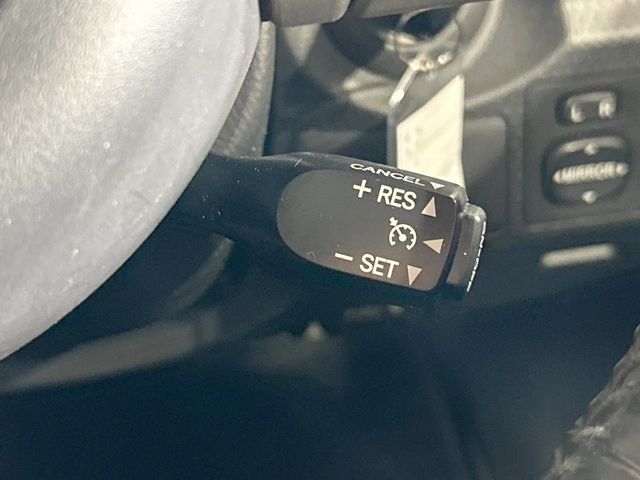 CANCEL
+ RES
- SET
L R
MIRROR